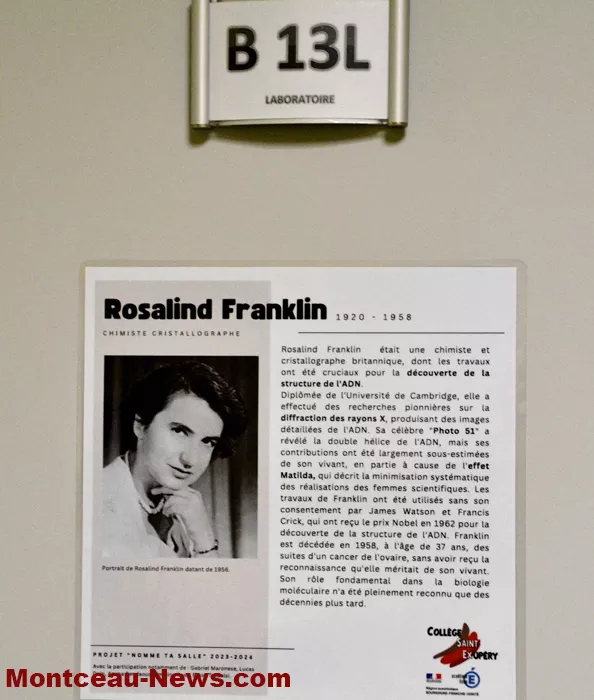 B 13L
LABORATOIRE
Rosalind Franklin 1920 - 1958
CHIMISTE CRISTALLOGRAPHE
Rosalind Franklin était une chimiste et
cristallographe britannique, dont les travaux
ont été cruciaux pour la découverte de la
structure de l'ADN.
Diplômée de l'Université de Cambridge, elle a
effectué des recherches pionnières sur la
diffraction des rayons X, produisant des images
détaillées de l'ADN. Sa célèbre "Photo 51" a
révélé la double hélice de l'ADN, mais ses
contributions ont été largement sous-estimées
de son vivant, en partie à cause de l'effet
Matilda, qui décrit la minimisation systématique
des réalisations des femmes scientifiques. Les
travaux de Franklin ont été utilisés sans son
consentement par James Watson et Francis
Crick, qui ont reçu le prix Nobel en 1962 pour la
découverte de la structure de l'ADN. Franklin
est décédée en 1958, à l'âge de 37 ans, des
suites d'un cancer de l'ovaire, sans avoir reçu la
reconnaissance qu'elle méritait de son vivant.
Son rôle fondamental dans la biologie
moléculaire n'a été pleinement reconnu que des
décennies plus tard.
Portrait de Rosalind Franklin datant de 1956.
PROJET "NOMME TA SALLE" 2023-2024
Avec la participation notamment de : Gabriel Maronese, Lucas
COLLÈGE
SAINT
EXUPÉRY
Montceau-News.com